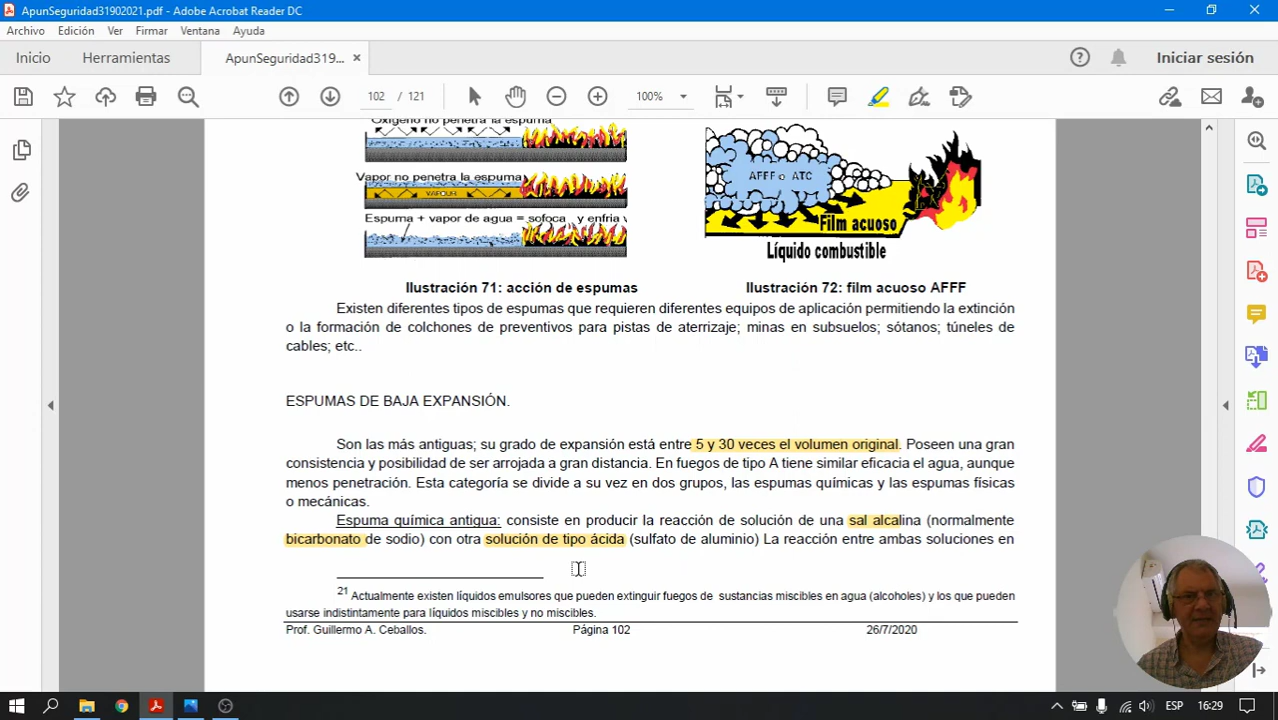 ApunSeguridad31902021.pdf - Adobe Acrobat Reader DC
Archivo Edición Ver Firmar Ventana Ayuda
Inicio Herramientas ApunSeguridad319... × Iniciar sesión
102 / 121 100%
Oxígeno no penetra la espuma
Vapor no penetra la espuma
VAPOUR
Espuma + vapor de agua = sofoca y enfria
AFFF o ATC
Film acuoso
Líquido combustible
Ilustración 71: acción de espumas Ilustración 72: film acuoso AFFF
Existen diferentes tipos de espumas que requieren diferentes equipos de aplicación permitiendo la extinción
o la formación de colchones de preventivos para pistas de aterrizaje; minas en subsuelos; sótanos; túneles de
cables; etc..
ESPUMAS DE BAJA EXPANSIÓN.
Son las más antiguas; su grado de expansión está entre 5 y 30 veces el volumen original. Poseen una gran
consistencia y posibilidad de ser arrojada a gran distancia. En fuegos de tipo A tiene similar eficacia el agua, aunque
menos penetración. Esta categoría se divide a su vez en dos grupos, las espumas químicas y las espumas físicas
o mecánicas.
Espuma química antigua: consiste en producir la reacción de solución de una sal alcalina (normalmente
bicarbonato de sodio) con otra solución de tipo ácida (sulfato de aluminio) La reacción entre ambas soluciones en
21 Actualmente existen líquidos emulsores que pueden extinguir fuegos de sustancias miscibles en agua (alcoholes) y los que pueden
usarse indistintamente para líquidos miscibles y no miscibles.
Prof. Guillermo A. Ceballos. Página 102 26/7/2020
ESP 16:29